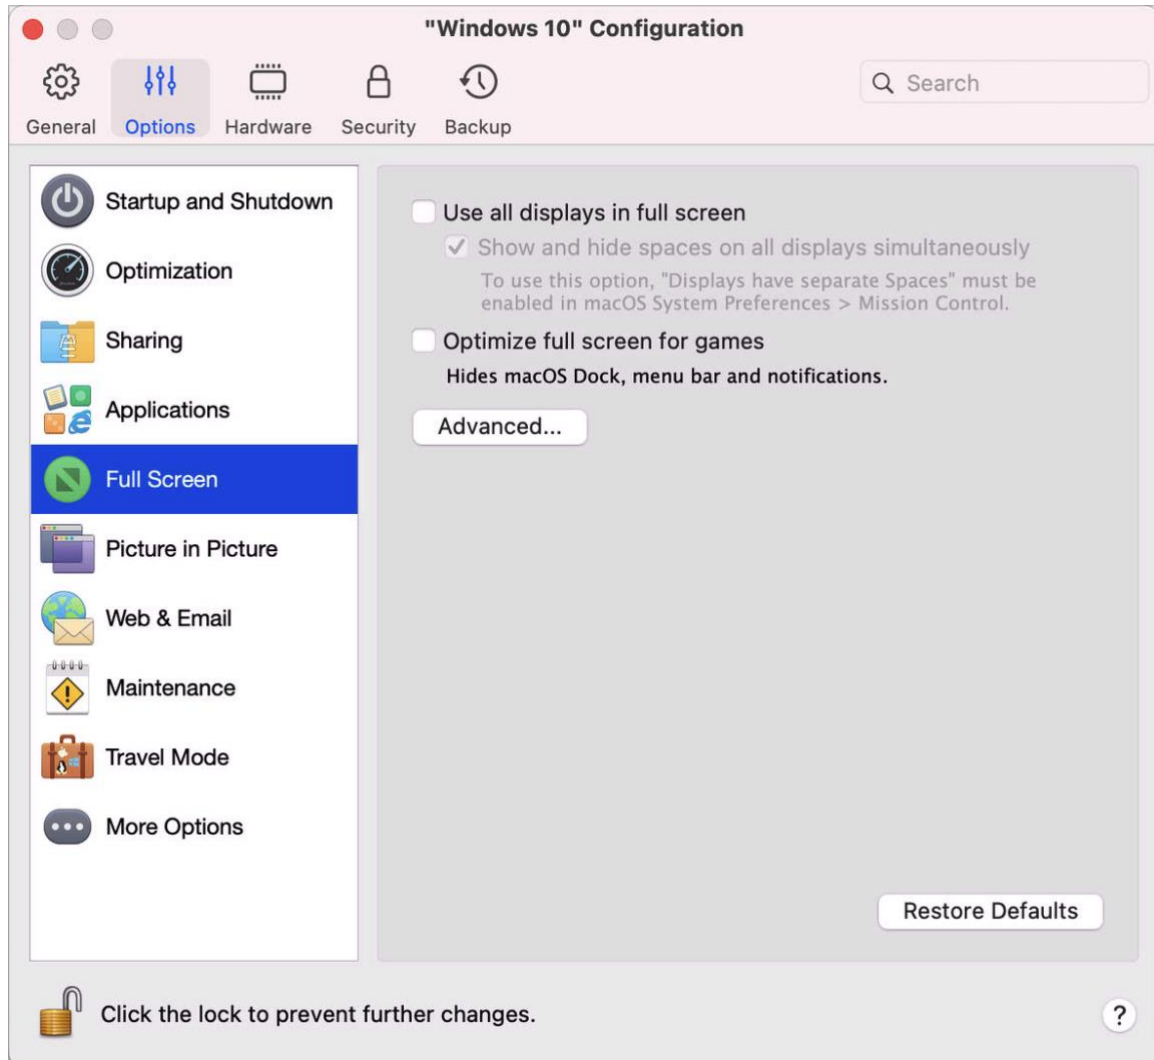 "Windows 10" Configuration
General
Options
Hardware
Security
Backup
Search
Startup and Shutdown
Optimization
Sharing
Applications
Full Screen
Picture in Picture
Web & Email
Maintenance
Travel Mode
More Options
Use all displays in full screen
Show and hide spaces on all displays simultaneously
To use this option, "Displays have separate Spaces" must be
enabled in macOS System Preferences > Mission Control.
Optimize full screen for games
Hides macOS Dock, menu bar and notifications.
Advanced...
Restore Defaults
Click the lock to prevent further changes.
?